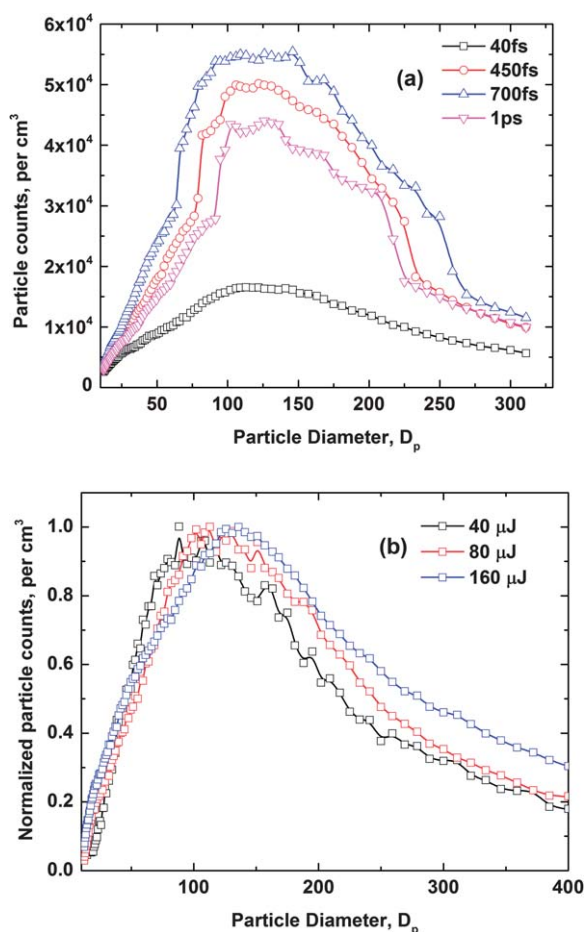 6x10⁴
5x10⁴
4x10⁴
3x10⁴
2x10⁴
1x10⁴
0
Particle counts, per cm³
(a)
40fs
450fs
700fs
1ps
50 100 150 200 250 300
Particle Diameter, Dₚ
1.0
0.8
0.6
0.4
0.2
0.0
Normalized particle counts, per cm³
(b)
40 μJ
80 μJ
160 μJ
100 200 300 400
Particle Diameter, Dₚ